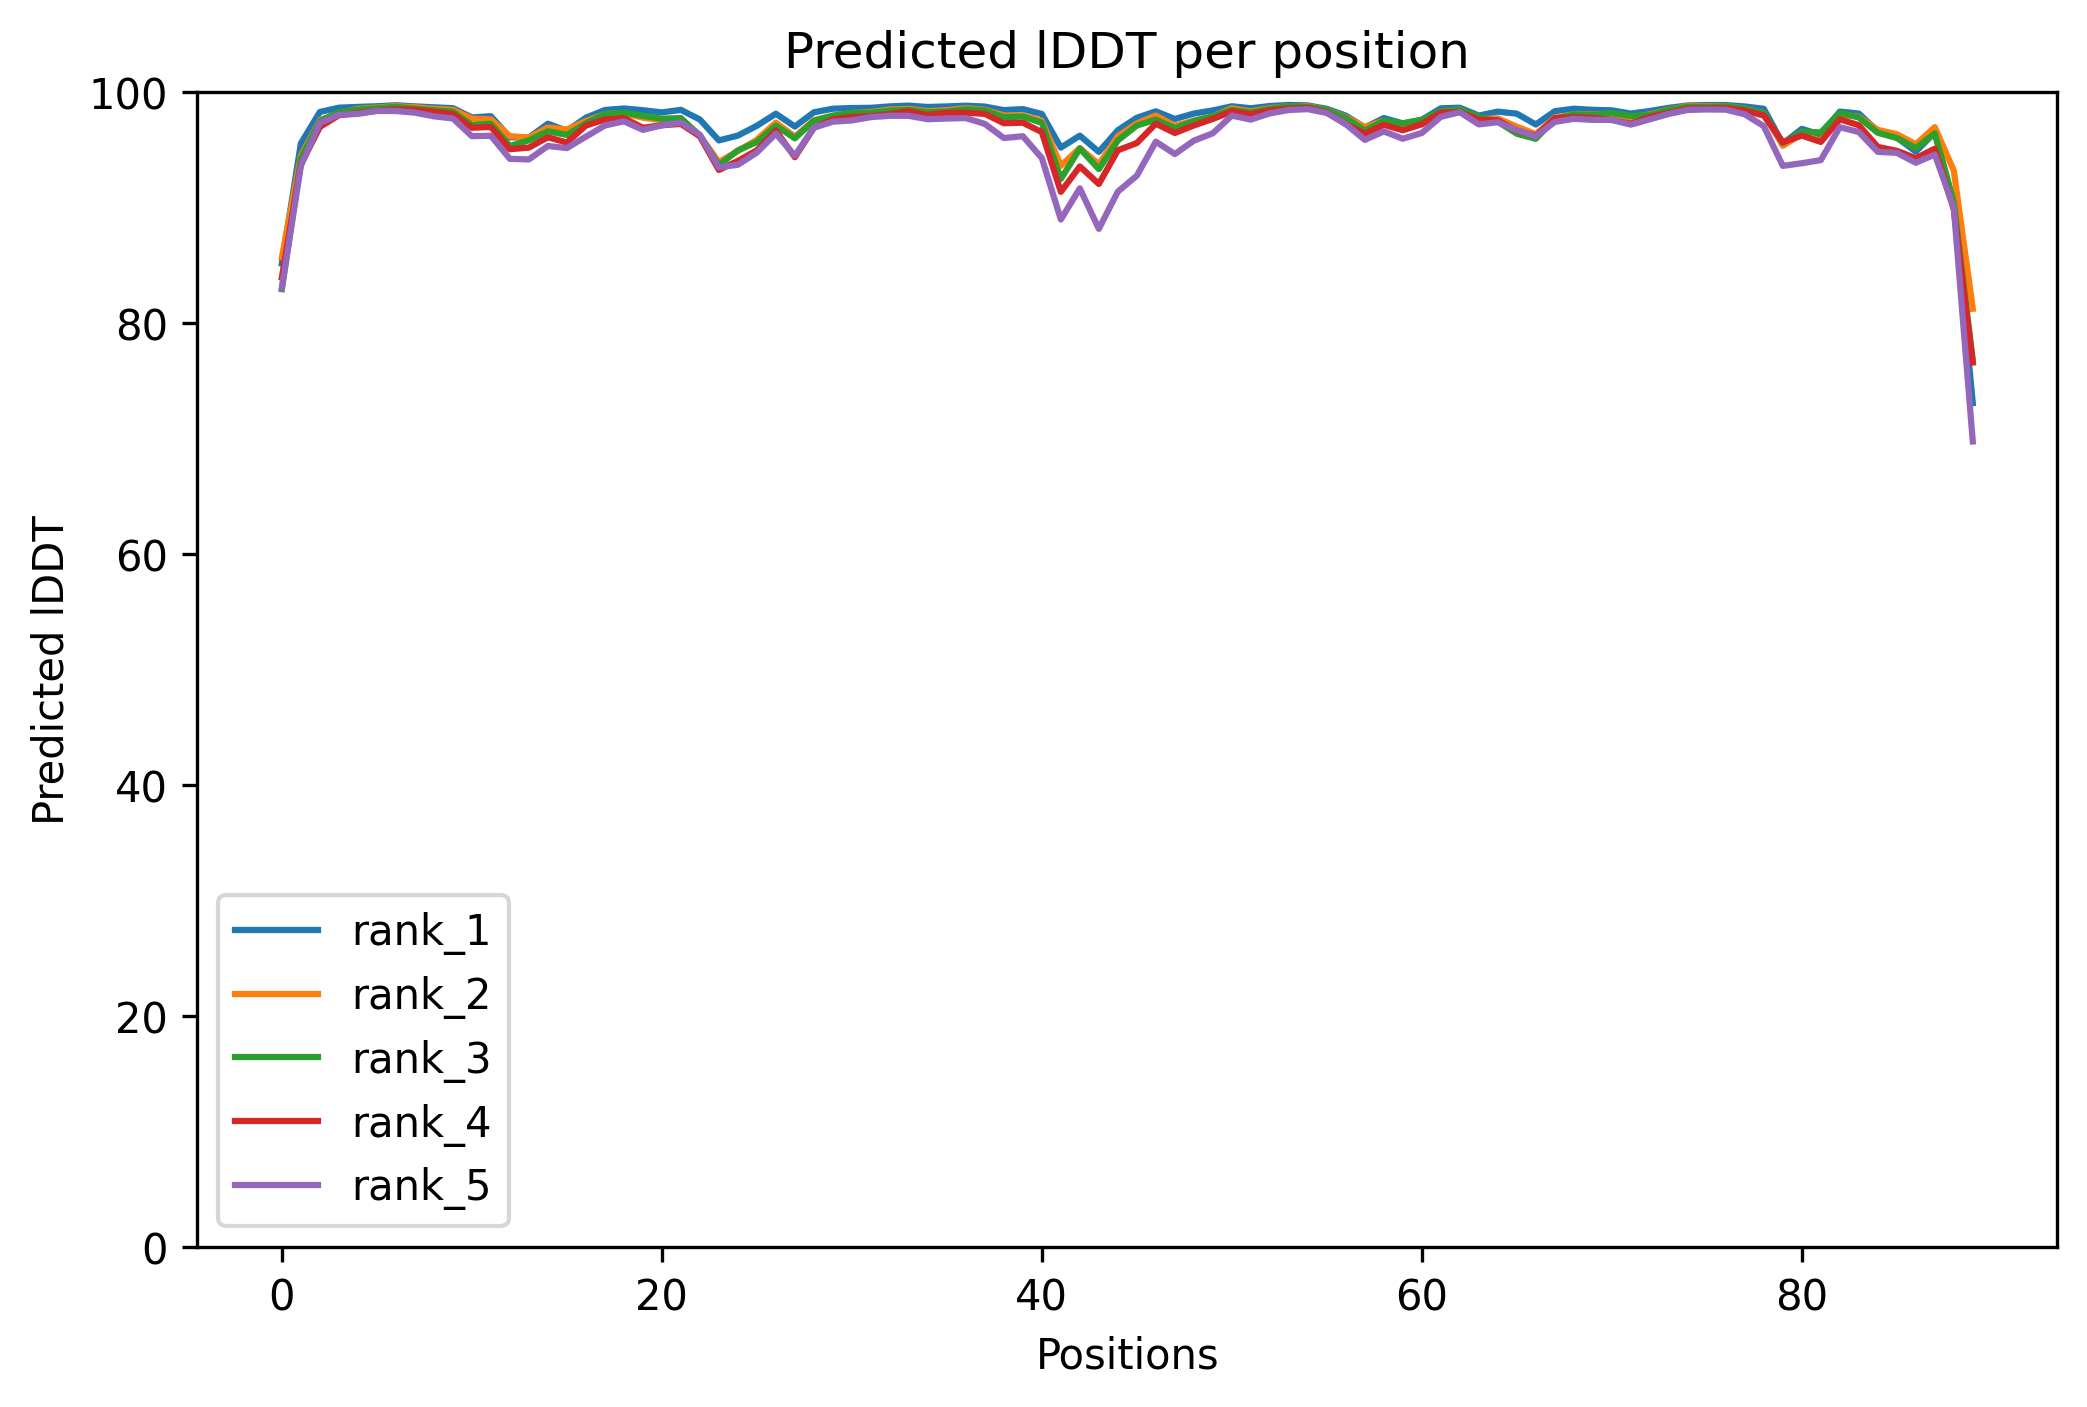 Predicted lDDT per position
100
80
60
40
20
0
Predicted lDDT
rank_1
rank_2
rank_3
rank_4
rank_5
0 20 40 60 80
Positions